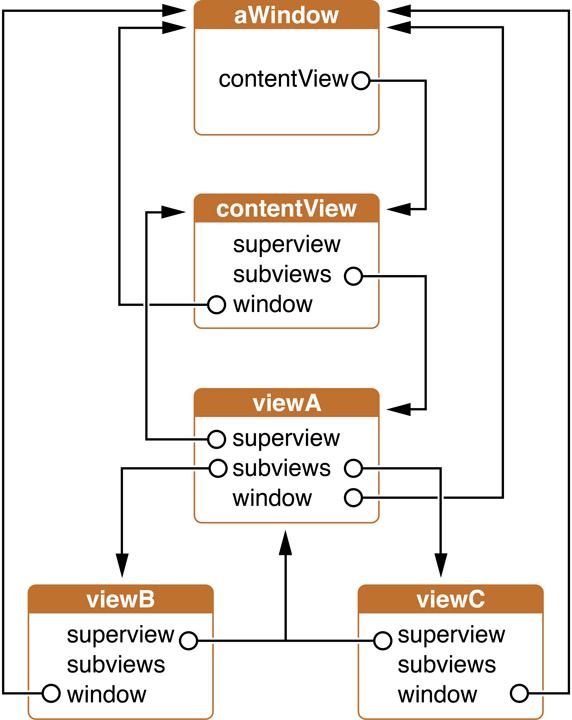 aWindow
contentView
contentView
superview
subviews
window
viewA
superview
subviews
window
viewB
superview
subviews
window
viewC
superview
subviews
window